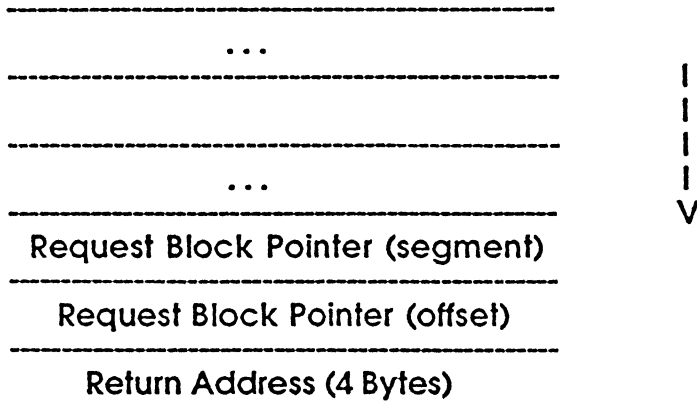 ...
...
Request Block Pointer (segment)
Request Block Pointer (offset)
Return Address (4 Bytes)